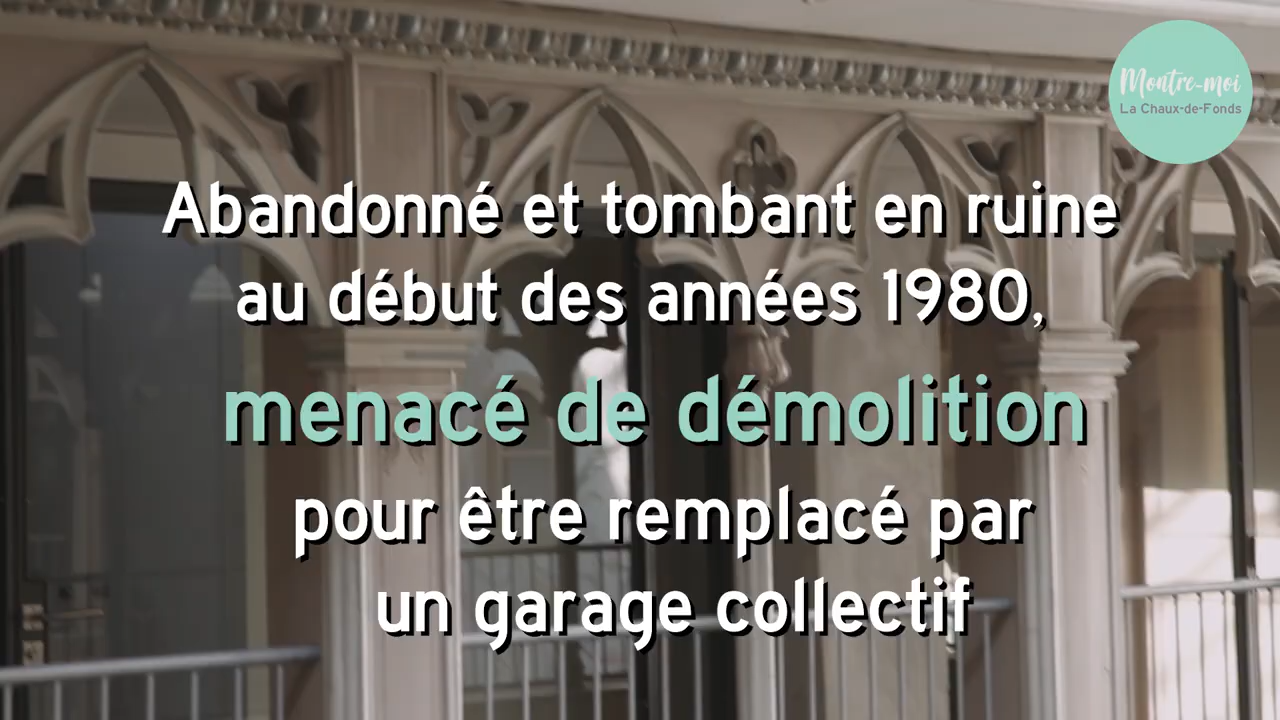 Montre-moi
La Chaux-de-Fonds
Abandonné et tombant en ruine
au début des années 1980,
menacé de démolition
pour être remplacé par
un garage collectif